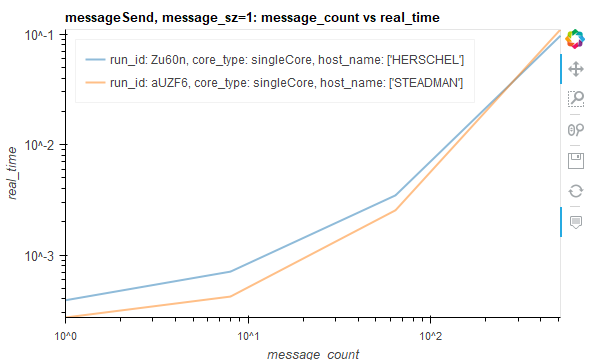 messageSend, message_sz=1: message_count vs real_time
run_id: Zu60n, core_type: singleCore, host_name: ['HERSCHEL']
run_id: aUZF6, core_type: singleCore, host_name: ['STEADMAN']
real_time
10^-1
10^-2
10^-3
10^0
10^1
10^2
message_count